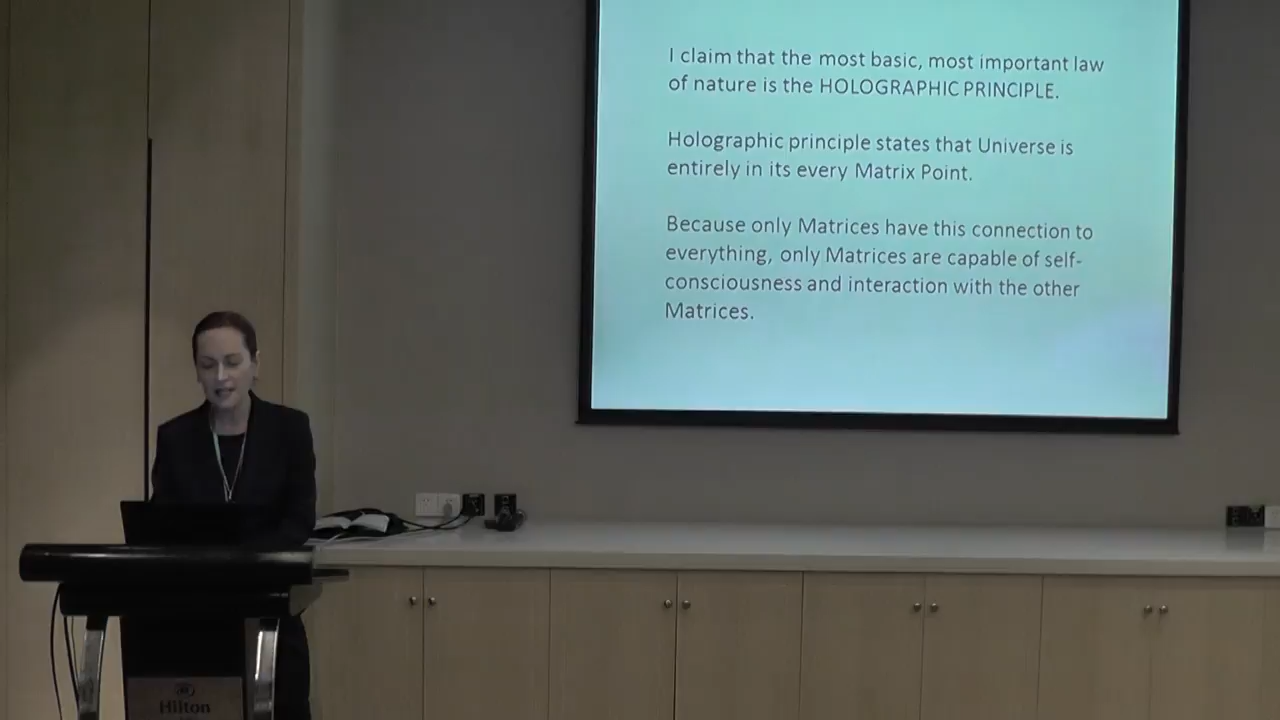 I claim that the most basic, most important law
of nature is the HOLOGRAPHIC PRINCIPLE.
Holographic principle states that Universe is
entirely in its every Matrix Point.
Because only Matrices have this connection to
everything, only Matrices are capable of self-
consciousness and interaction with the other
Matrices.
Hilton